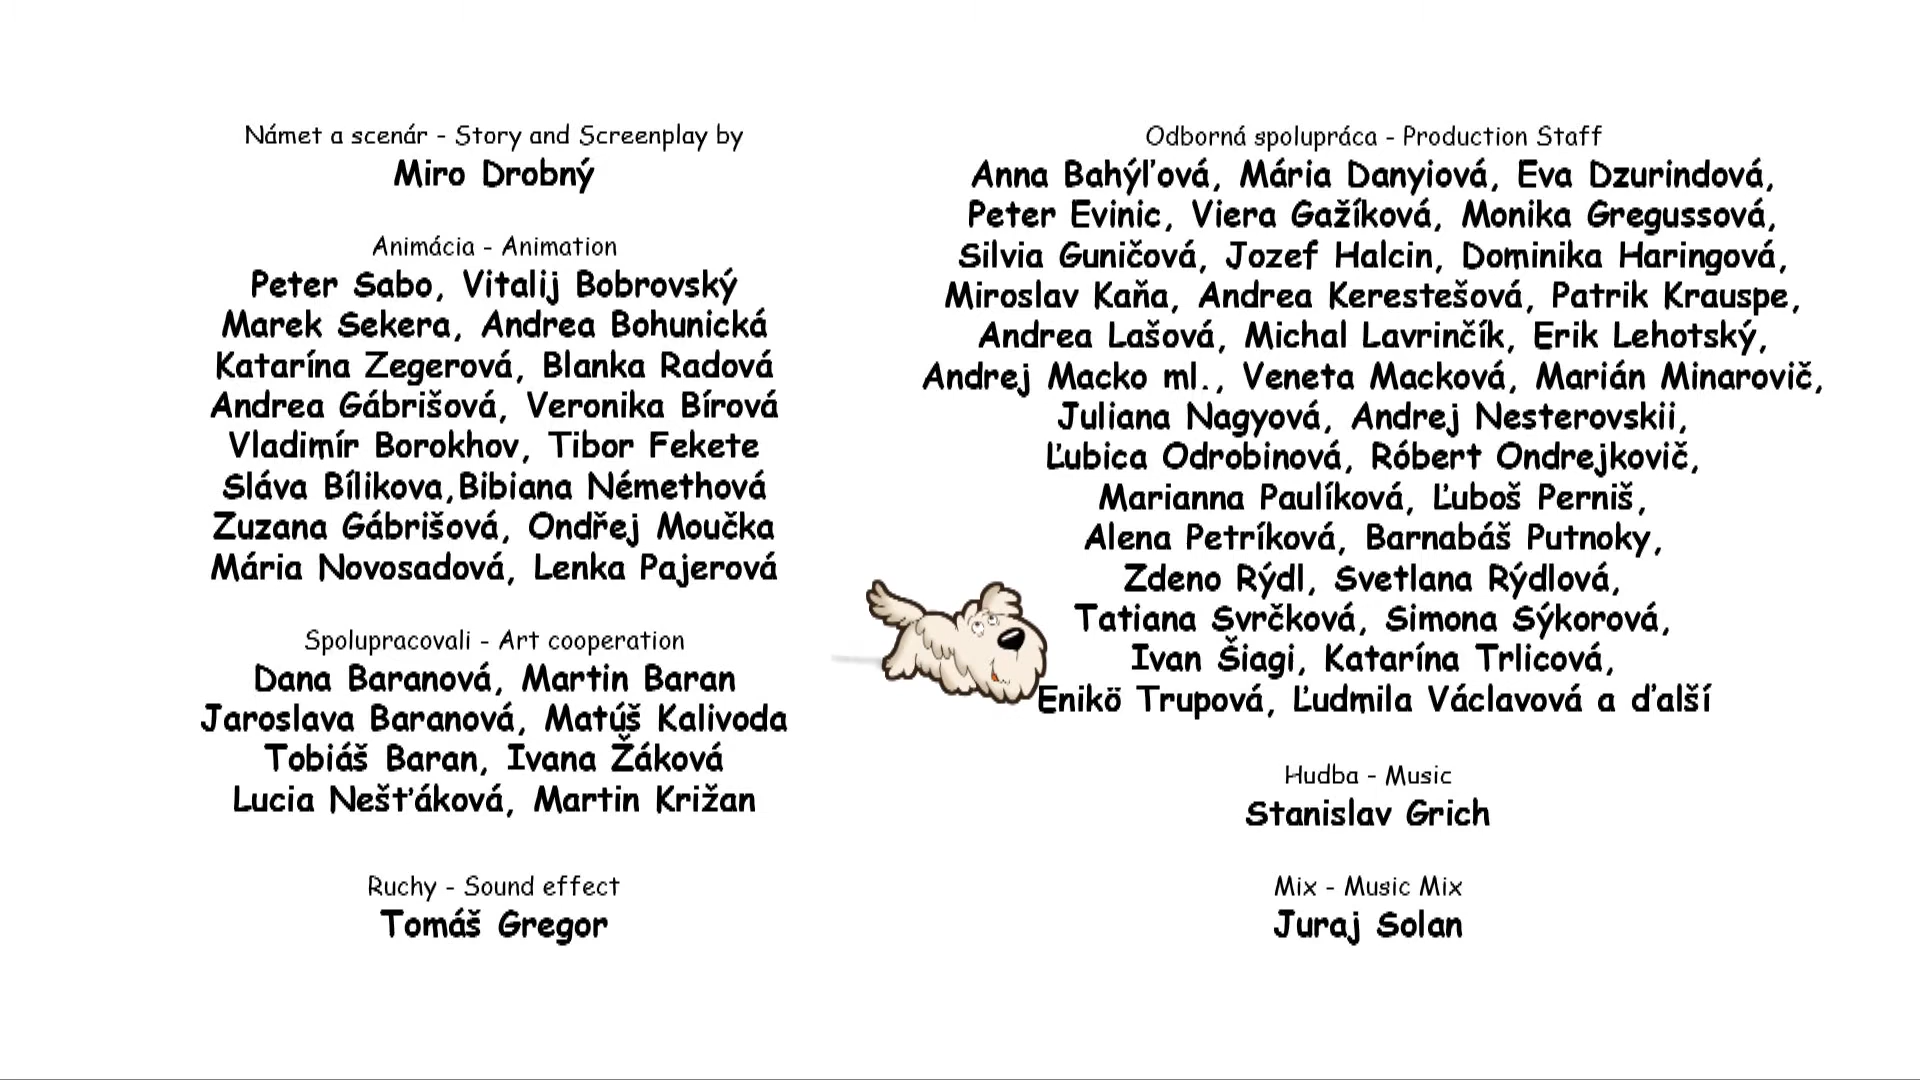 Námet a scenár - Story and Screenplay by
Miro Drobný
Animácia - Animation
Peter Sabo, Vitalij Bobrovský
Marek Sekera, Andrea Bohunická
Katarína Zegerová, Blanka Radová
Andrea Gábrišová, Veronika Bírová
Vladimír Borokhov, Tibor Fekete
Sláva Bílikova,Bibiana Némethová
Zuzana Gábrišová, Ondřej Moučka
Mária Novosadová, Lenka Pajerová
Spolupracovali - Art cooperation
Dana Baranová, Martin Baran
Jaroslava Baranová, Matúš Kalivoda
Tobiáš Baran, Ivana Žáková
Lucia Nešťáková, Martin Križan
Ruchy - Sound effect
Tomáš Gregor
Odborná spolupráca - Production Staff
Anna Bahýľová, Mária Danyiová, Eva Dzurindová,
Peter Evinic, Viera Gažíková, Monika Gregussová,
Silvia Guničová, Jozef Halcin, Dominika Haringová,
Miroslav Kaňa, Andrea Kerestešová, Patrik Krauspe,
Andrea Lašová, Michal Lavrinčík, Erik Lehotský,
Andrej Macko ml., Veneta Macková, Marián Minarovič,
Juliana Nagyová, Andrej Nesterovskii,
Ľubica Odrobinová, Róbert Ondrejkovič,
Marianna Paulíková, Ľuboš Perniš,
Alena Petríková, Barnabáš Putnoky,
Zdeno Rýdl, Svetlana Rýdlová,
Tatiana Svrčková, Simona Sýkorová,
Ivan Šiagi, Katarína Trlicová,
Enikö Trupová, Ľudmila Václavová a ďalší
Hudba - Music
Stanislav Grich
Mix - Music Mix
Juraj Solan